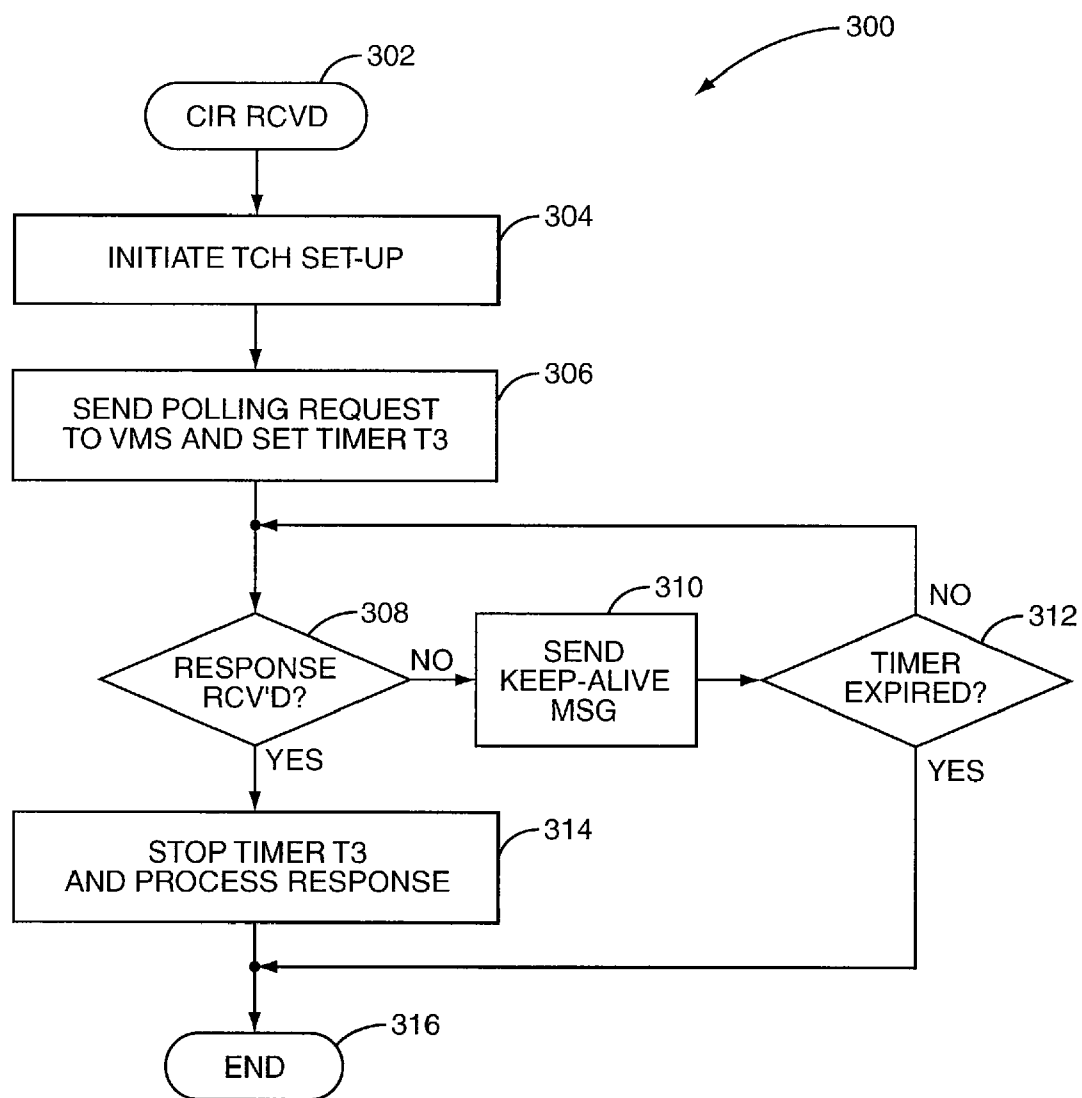 300
302
CIR RCVD
304
INITIATE TCH SET-UP
306
SEND POLLING REQUEST
TO VMS AND SET TIMER T3
308
RESPONSE
RCV'D?
NO
310
SEND
KEEP-ALIVE
MSG
NO
312
TIMER
EXPIRED?
YES
YES
314
STOP TIMER T3
AND PROCESS RESPONSE
316
END